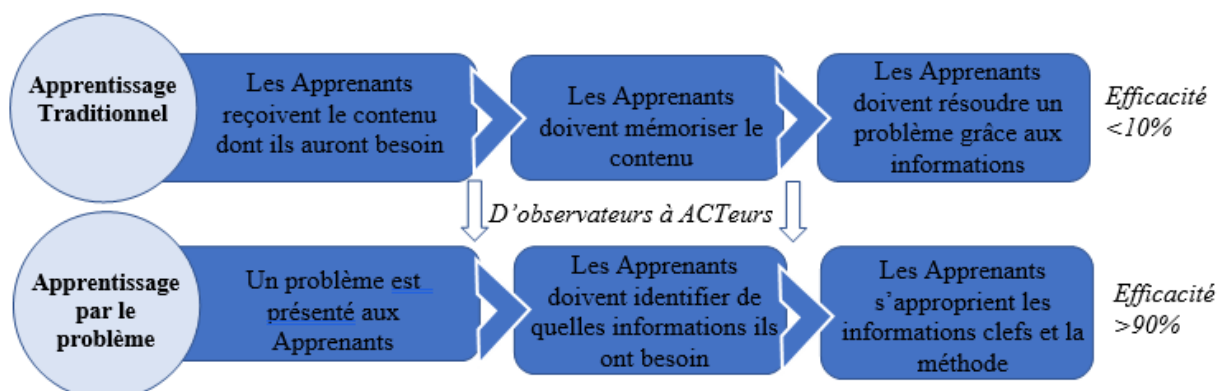 Apprentissage
Traditionnel
Les Apprenants
reçoivent le contenu
dont ils auront besoin
Les Apprenants
doivent mémoriser le
contenu
Les Apprenants
doivent résoudre un
problème grâce aux
informations
Efficacité
<10%
D'observateurs à ACTeurs
Apprentissage
par le
problème
Un problème est
présenté aux
Apprenants
Les Apprenants
doivent identifier de
quelles informations ils
ont besoin
Les Apprenants
s'approprient les
informations clefs et la
méthode
Efficacité
>90%